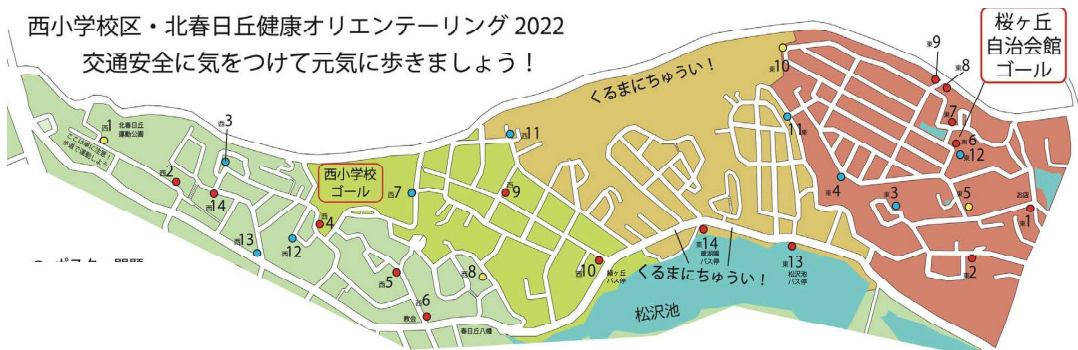 西小学校区・北春日丘健康オリエンテーリング 2022
交通安全に気をつけて元気に歩きましょう！
桜ヶ丘
自治会館
ゴール
東9
東8
東10
くるまにちゅうい！
東7
西1
北春日丘
運動公園
西3
西11
11東
東6
東12
西2
西14
西小学校
ゴール
西7
西9
東4
東3
東5
お店
東1
西4
西13
西12
東14
バス停
東13
松沢池
バス停
東2
西5
西8
西10
バス停
くるまにちゅうい！
西6
教会
春日丘八幡
松沢池